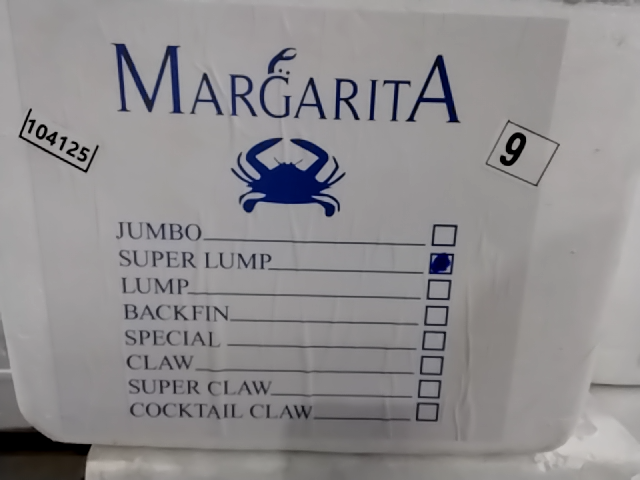 MARGARITA
104125
9
JUMBO
SUPER LUMP
LUMP
BACKFIN
SPECIAL
CLAW
SUPER CLAW
COCKTAIL CLAW